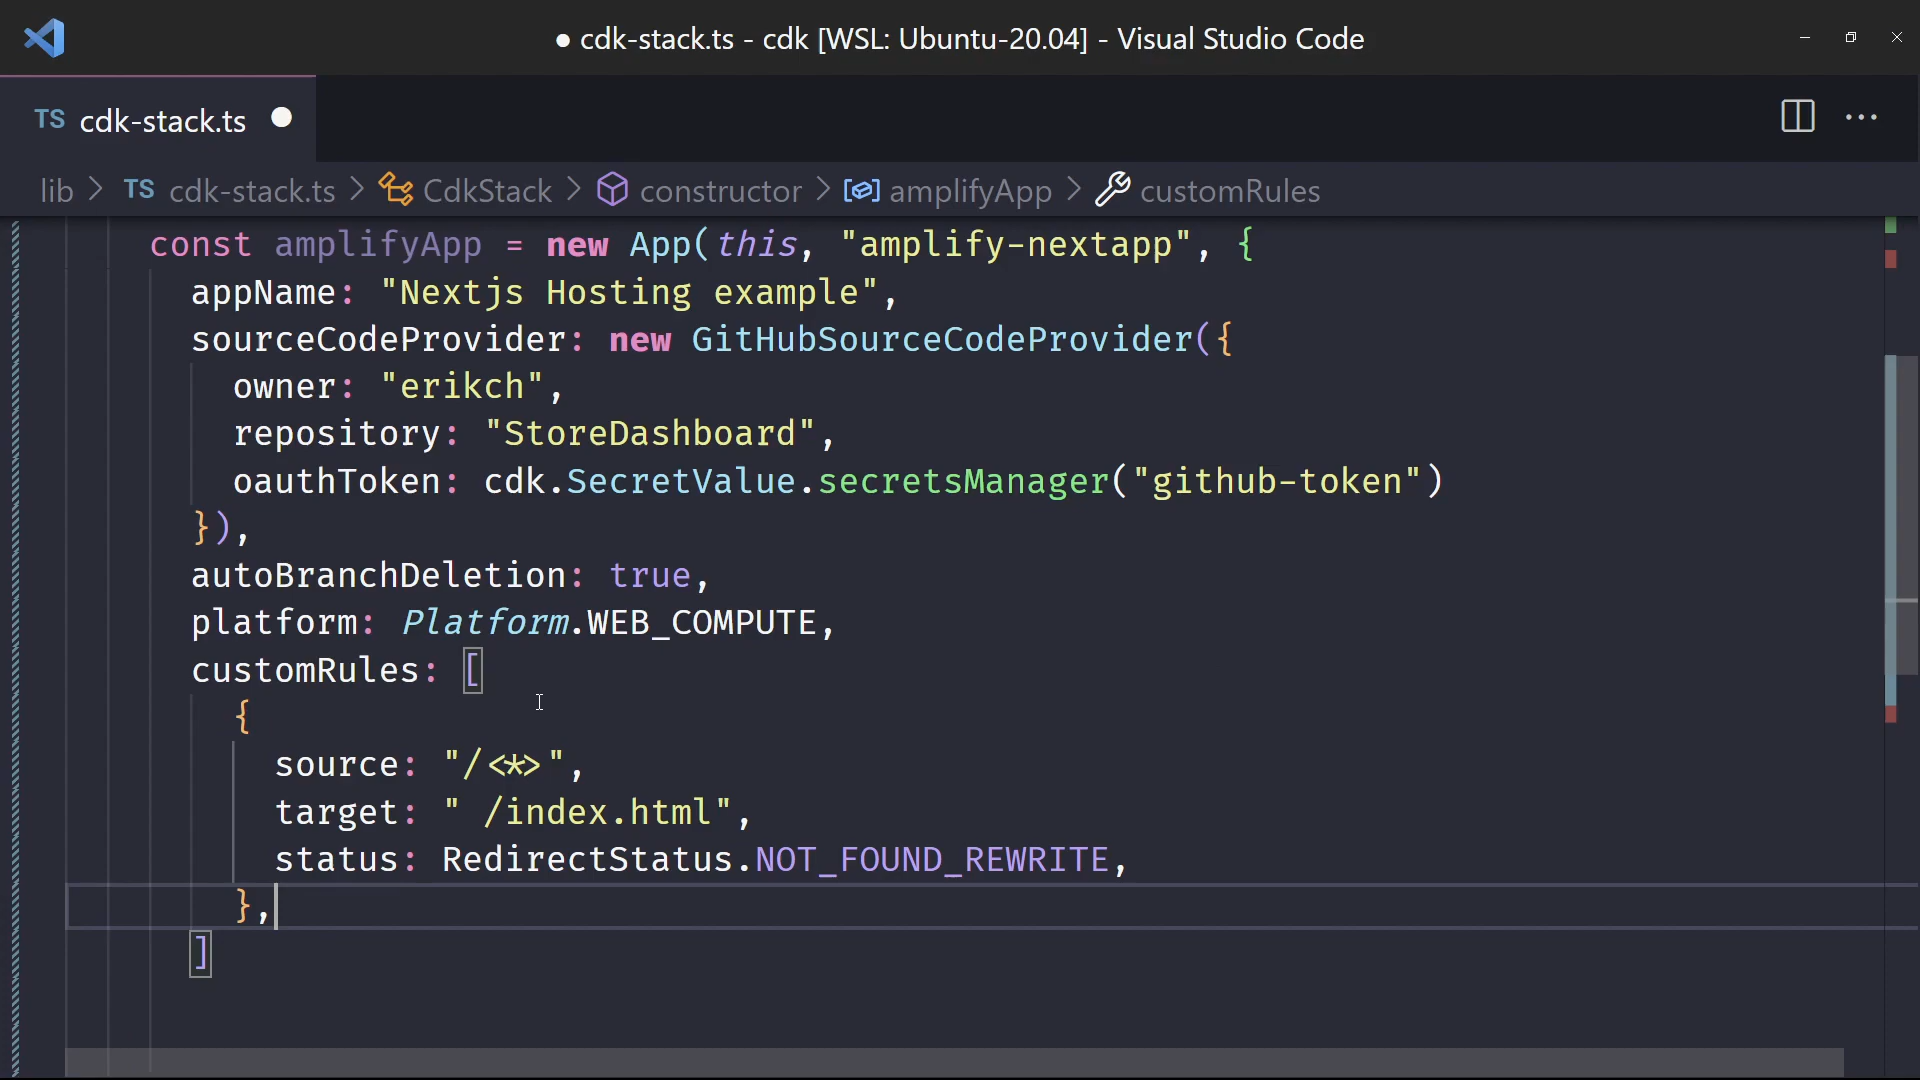 ● cdk-stack.ts - cdk [WSL: Ubuntu-20.04] - Visual Studio Code
TS cdk-stack.ts ●
lib > TS cdk-stack.ts > CdkStack > constructor > amplifyApp > customRules
const amplifyApp = new App(this, "amplify-nextapp", {
appName: "Nextjs Hosting example",
sourceCodeProvider: new GitHubSourceCodeProvider({
owner: "erikch",
repository: "StoreDashboard",
oauthToken: cdk.SecretValue.secretsManager("github-token")
}),
autoBranchDeletion: true,
platform: Platform.WEB_COMPUTE,
customRules: [
{
source: "/<*>",
target: " /index.html",
status: RedirectStatus.NOT_FOUND_REWRITE,
},
]